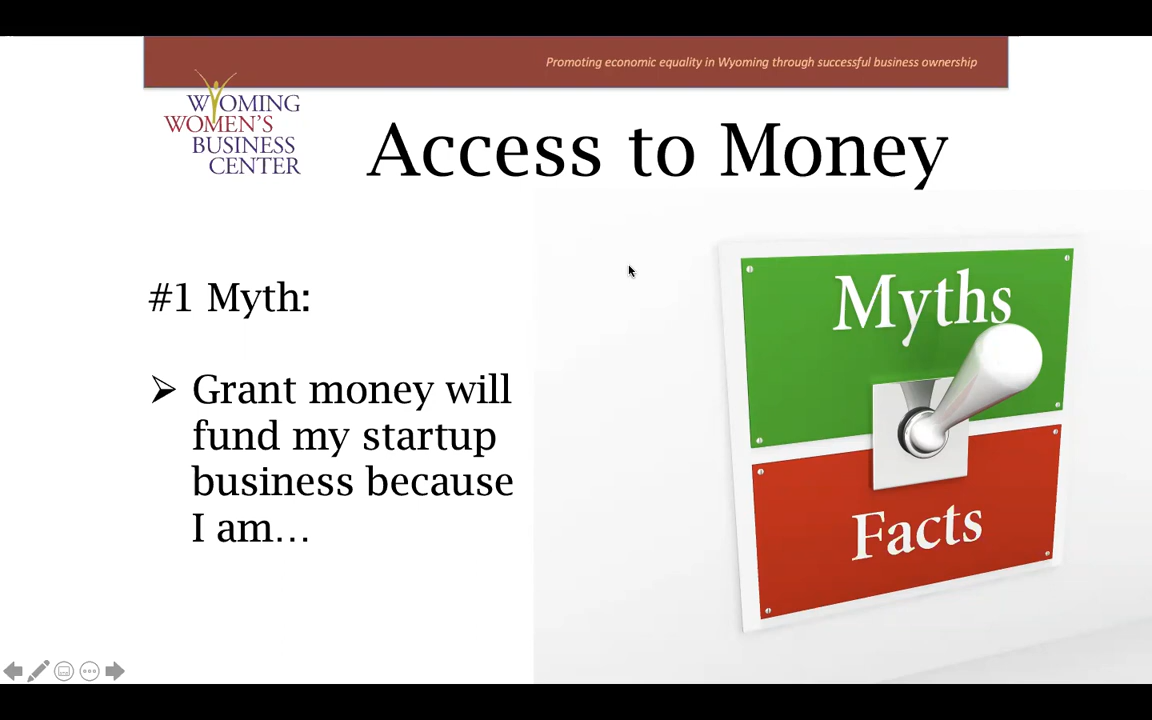 Promoting economic equality in Wyoming through successful business ownership
WYOMING
WOMEN'S
BUSINESS
CENTER
Access to Money
#1 Myth:
➢ Grant money will
fund my startup
business because
I am…
Myths
Facts